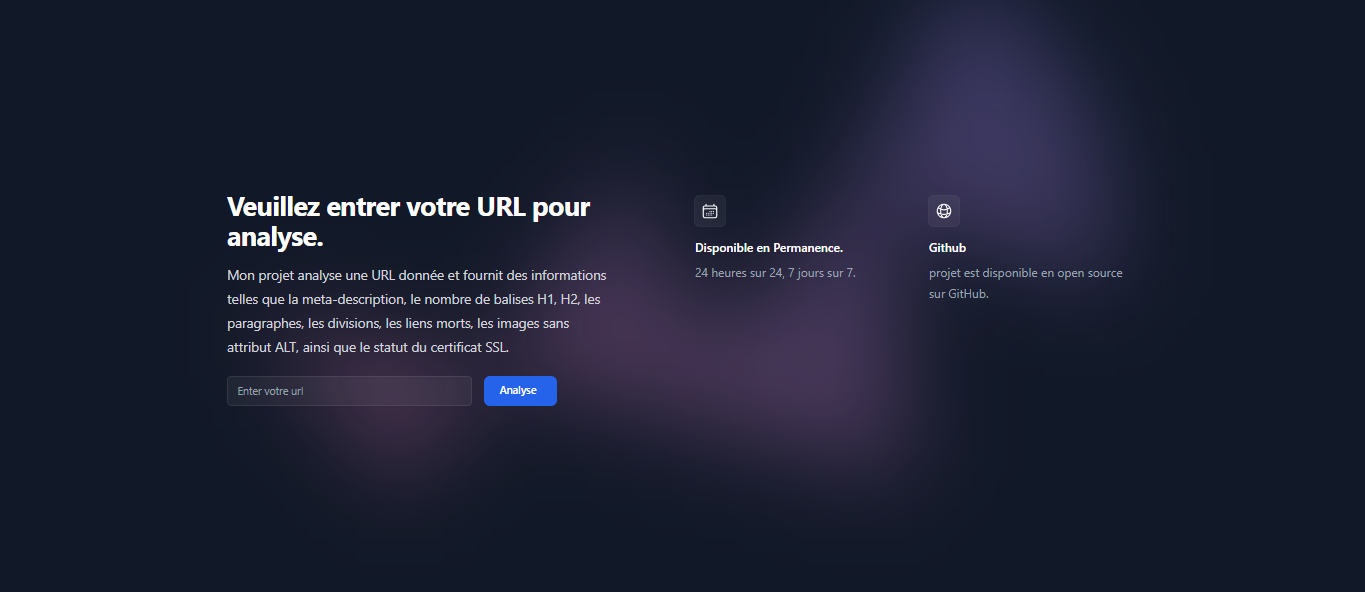 Veuillez entrer votre URL pour
analyse.
Mon projet analyse une URL donnée et fournit des informations
telles que la meta-description, le nombre de balises H1, H2, les
paragraphes, les divisions, les liens morts, les images sans
attribut ALT, ainsi que le statut du certificat SSL.
Enter votre url
Analyse
Disponible en Permanence.
24 heures sur 24, 7 jours sur 7.
Github
projet est disponible en open source
sur GitHub.